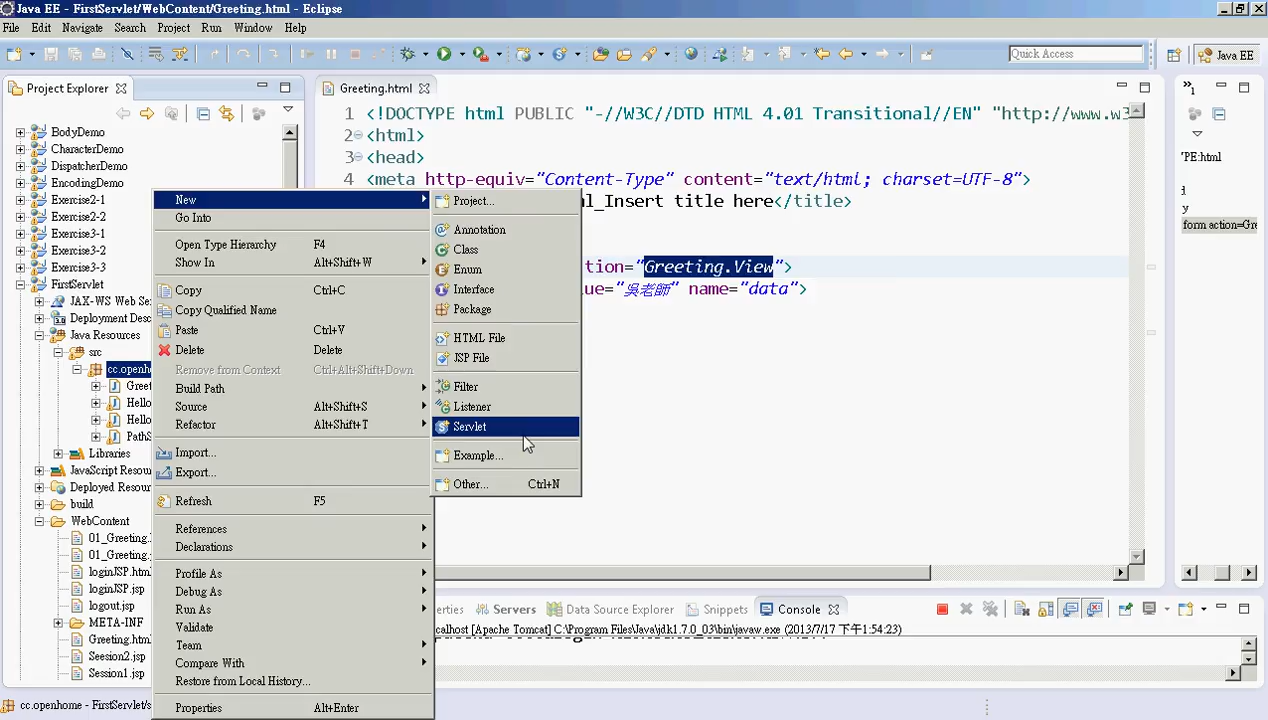 Java EE - FirstServlet/WebContent/Greeting.html - Eclipse
File Edit Navigate Search Project Run Window Help
Quick Access
Java EE
Project Explorer
Greeting.html
BodyDemo
CharacterDemo
DispatcherDemo
EncodingDemo
Exercise2-1
Exercise2-2
Exercise3-1
Exercise3-2
Exercise3-3
FirstServlet
JAX-WS Web Ser
Deployment Desc
Java Resources
src
cc.openho
Greet
Hello
Hello
PathS
Libraries
JavaScript Resour
Deployed Resour
build
WebContent
01_Greeting.
01_Greeting.
loginJSP.html
loginJSP.jsp
logout.jsp
META-INF
Greeting.html
Seesion2.jsp
Session1.jsp
1 <!DOCTYPE html PUBLIC "-//W3C//DTD HTML 4.01 Transitional//EN" "http://www.w3
2 <html>
3 <head>
4 <meta http-equiv="Content-Type" content="text/html; charset=UTF-8">
l_Insert title here</title>
tion="Greeting.View">
ue="吳老師" name="data">
New
Go Into
Open Type Hierarchy F4
Show In Alt+Shift+W
Copy Ctrl+C
Copy Qualified Name
Paste Ctrl+V
Delete Delete
Remove from Context Ctrl+Alt+Shift+Down
Build Path
Source Alt+Shift+S
Refactor Alt+Shift+T
Import...
Export...
Refresh F5
References
Declarations
Profile As
Debug As
Run As
Validate
Team
Compare With
Restore from Local History...
Properties Alt+Enter
Project...
Annotation
Class
Enum
Interface
Package
HTML File
JSP File
Filter
Listener
Servlet
Example...
Other... Ctrl+N
PE:html
d
y
form action=Gre
erties Servers Data Source Explorer Snippets Console
calhost [Apache Tomcat] C:\Program Files\Java\jdk1.7.0_03\bin\javaw.exe (2013/7/17 下午1:54:23)
cc.openhome - FirstServlet/s